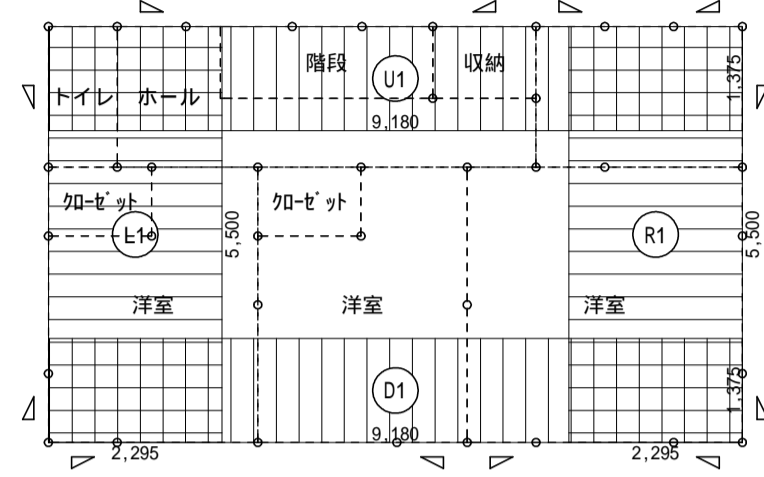 階段
収納
U1
1,375
トイレ
ホール
9,180
クローゼット
クローゼット
L1
5,500
R1
5,500
洋室
洋室
洋室
D1
1,375
9,180
2,295
2,295